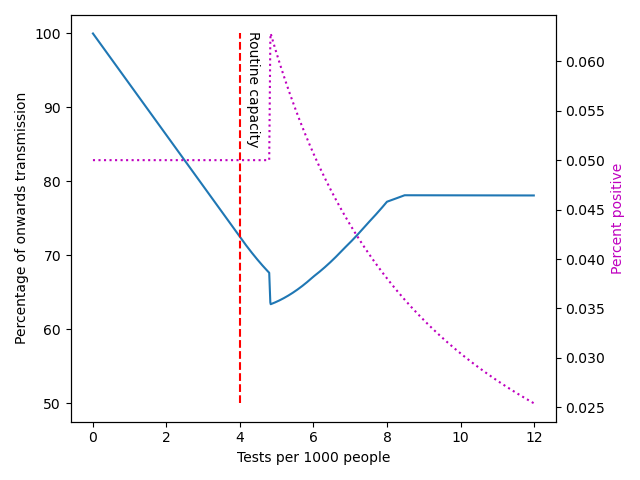 100
90
80
70
60
50
Percentage of onwards transmission
Routine capacity
0.060
0.055
0.050
0.045
0.040
0.035
0.030
0.025
Percent positive
0 2 4 6 8 10 12
Tests per 1000 people